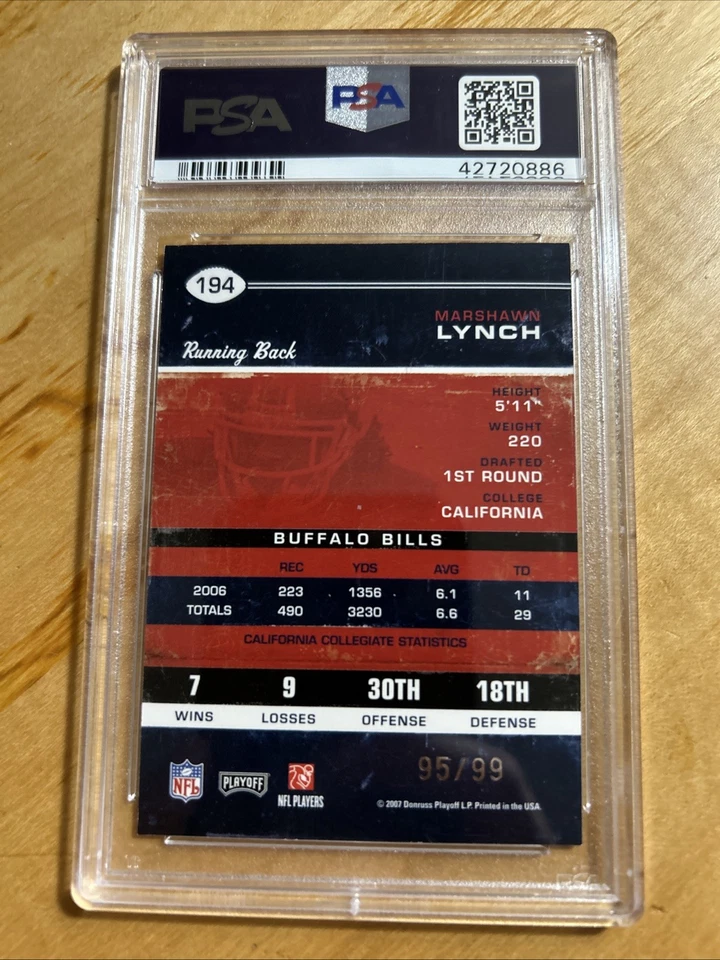 PSA PSA
42720886
194
MARSHAWN
LYNCH
Running Back
HEIGHT
5'11"
WEIGHT
220
DRAFTED
1ST ROUND
COLLEGE
CALIFORNIA
BUFFALO BILLS
REC YDS AVG TD
2006 223 1356 6.1 11
TOTALS 490 3230 6.6 29
CALIFORNIA COLLEGIATE STATISTICS
7 9 30TH 18TH
WINS LOSSES OFFENSE DEFENSE
95/99
NFL PLAYOFF NFL PLAYERS
© 2007 Donruss Playoff L.P. Printed in the USA.
PSA